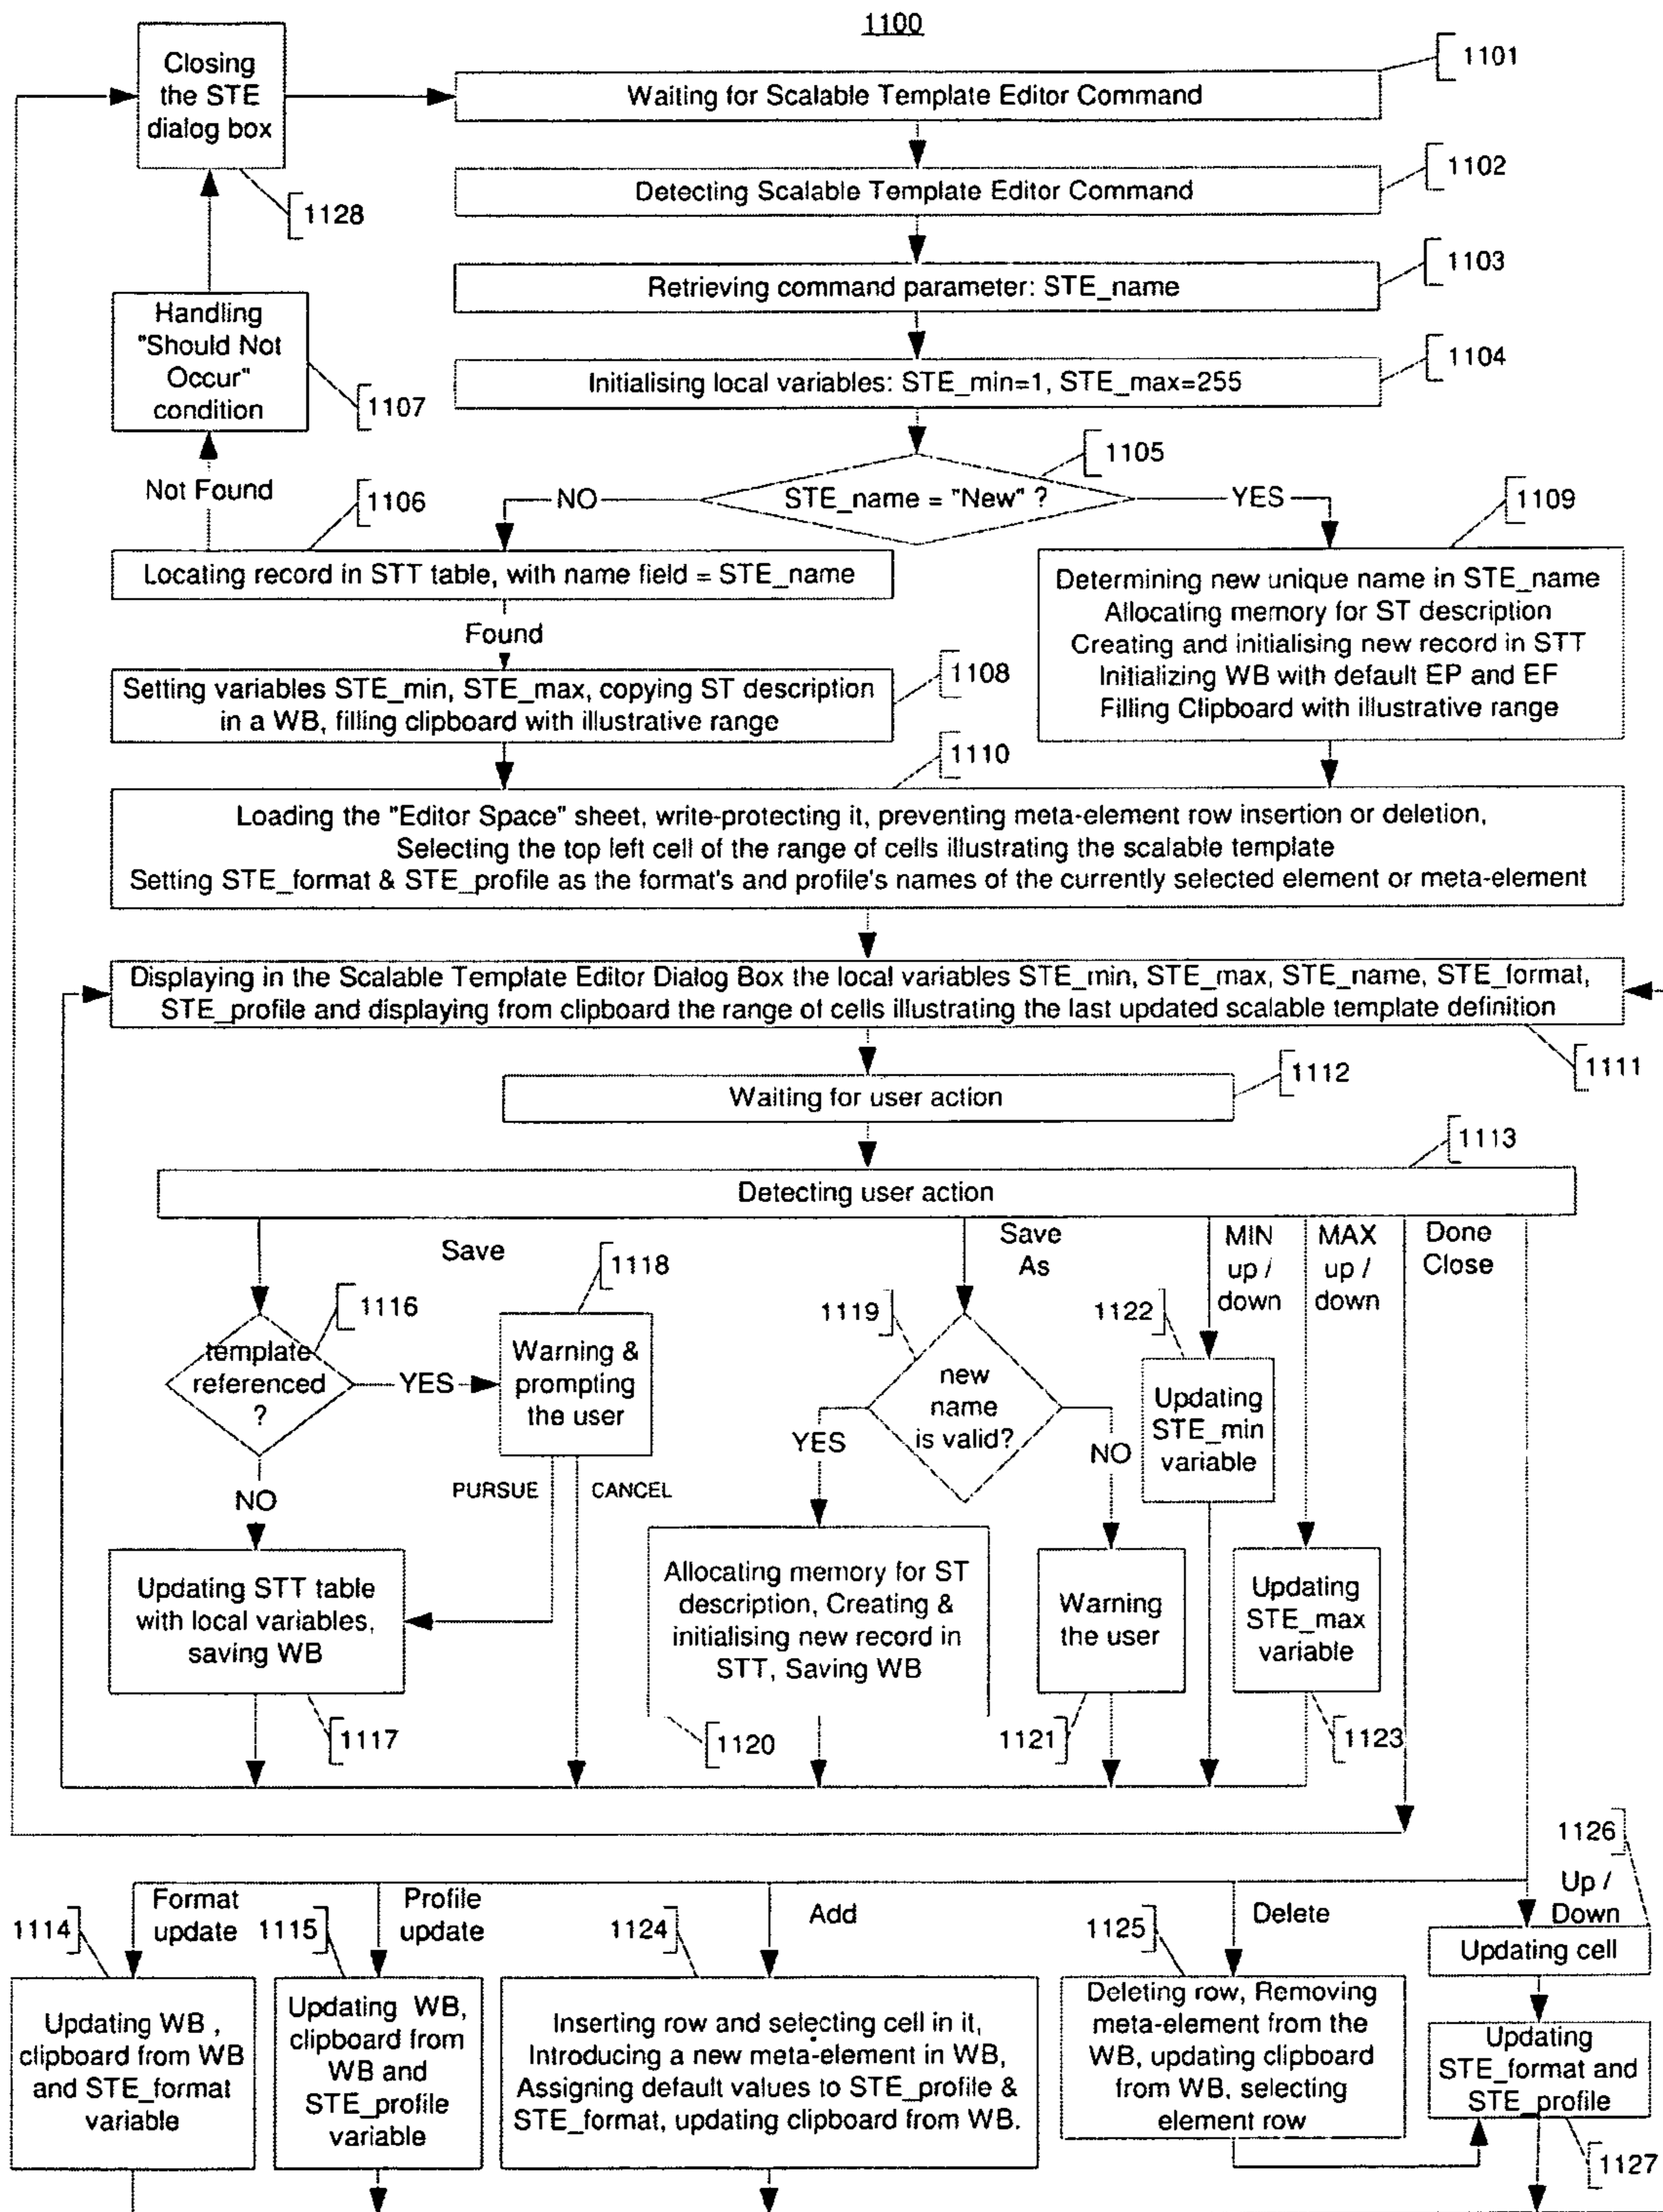 1100
Closing
the STE
dialog box
1128
Waiting for Scalable Template Editor Command
1101
Detecting Scalable Template Editor Command
1102
Retrieving command parameter: STE_name
1103
Initialising local variables: STE_min=1, STE_max=255
1104
Handling
"Should Not
Occur"
condition
1107
Not Found
1106
NO
STE_name = "New" ?
1105
YES
1109
Locating record in STT table, with name field = STE_name
Found
Setting variables STE_min, STE_max, copying ST description
in a WB, filling clipboard with illustrative range
1108
Determining new unique name in STE_name
Allocating memory for ST description
Creating and initialising new record in STT
Initializing WB with default EP and EF
Filling Clipboard with illustrative range
1110
Loading the "Editor Space" sheet, write-protecting it, preventing meta-element row insertion or deletion,
Selecting the top left cell of the range of cells illustrating the scalable template
Setting STE_format & STE_profile as the format's and profile's names of the currently selected element or meta-element
Displaying in the Scalable Template Editor Dialog Box the local variables STE_min, STE_max, STE_name, STE_format,
STE_profile and displaying from clipboard the range of cells illustrating the last updated scalable template definition
1111
Waiting for user action
1112
Detecting user action
1113
Save
Save
As
MIN
up /
down
MAX
up /
down
Done
Close
1116
template
referenced
?
YES
NO
1118
Warning &
prompting
the user
PURSUE
CANCEL
Updating STT table
with local variables,
saving WB
1117
1119
new
name
is valid?
YES
NO
Allocating memory for ST
description, Creating &
initialising new record in
STT, Saving WB
1120
Warning
the user
1121
1122
Updating
STE_min
variable
Updating
STE_max
variable
1123
1126
Format
update
1114
Updating WB ,
clipboard from WB
and STE_format
variable
Profile
update
1115
Updating WB,
clipboard from
WB and
STE_profile
variable
Add
1124
Inserting row and selecting cell in it,
Introducing a new meta-element in WB,
Assigning default values to STE_profile &
STE_format, updating clipboard from WB.
Delete
1125
Deleting row, Removing
meta-element from the
WB, updating clipboard
from WB, selecting
element row
Up /
Down
Updating cell
Updating
STE_format and
STE_profile
1127